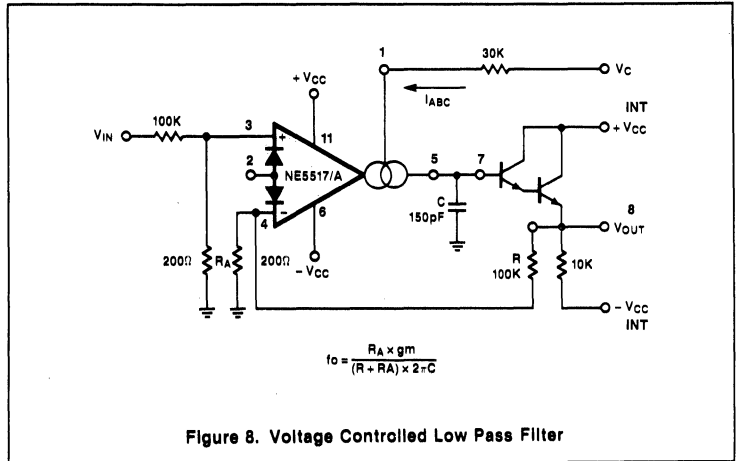 1
30K
VC
IABC
+ VCC
INT
+ VCC
100K
VIN
3
+
11
2
NE5517/A
5
7
4
−
6
C
150pF
8
VOUT
200Ω
RA
200Ω
− VCC
R
100K
10K
− VCC
INT
fo = RA x gm
(R + RA) x 2πC
Figure 8. Voltage Controlled Low Pass Filter